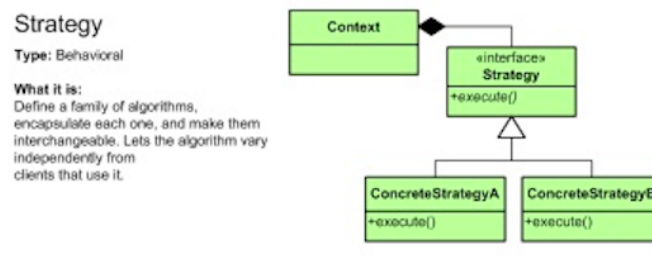 Strategy
Type: Behavioral
What it is:
Define a family of algorithms,
encapsulate each one, and make them
interchangeable. Lets the algorithm vary
independently from
clients that use it.
Context
«interface»
Strategy
+execute()
ConcreteStrategyA
+execute()
ConcreteStrategyB
+execute()